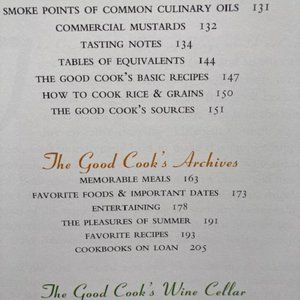 SMOKE POINTS OF COMMON CULINARY OILS 131
COMMERCIAL MUSTARDS 132
TASTING NOTES 134
TABLES OF EQUIVALENTS 144
THE GOOD COOK'S BASIC RECIPES 147
HOW TO COOK RICE & GRAINS 150
THE GOOD COOK'S SOURCES 151
The Good Cook's Archives
MEMORABLE MEALS 163
FAVORITE FOODS & IMPORTANT DATES 173
ENTERTAINING 178
THE PLEASURES OF SUMMER 191
FAVORITE RECIPES 193
COOKBOOKS ON LOAN 205
The Good Cook's Wine Cellar